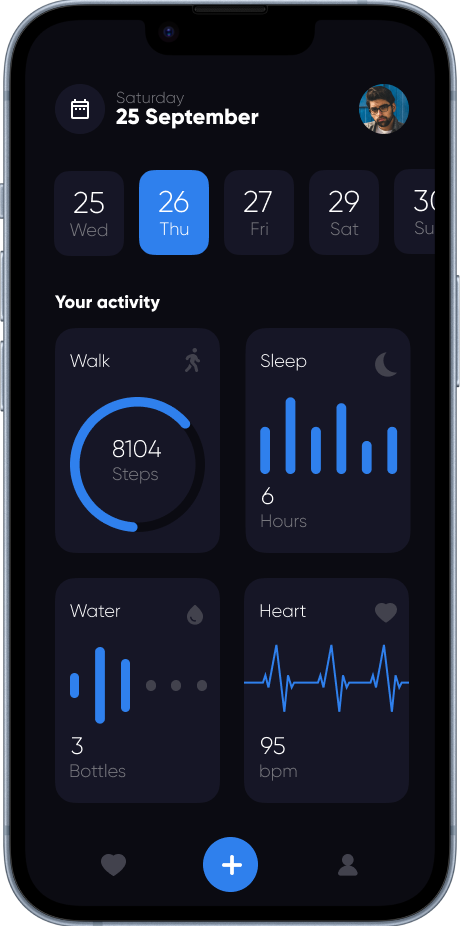 Saturday
25 September
25 26 27 29 30
Wed Thu Fri Sat Su
Your activity
Walk
8104
Steps
Sleep
6
Hours
Water
3
Bottles
Heart
95
bpm